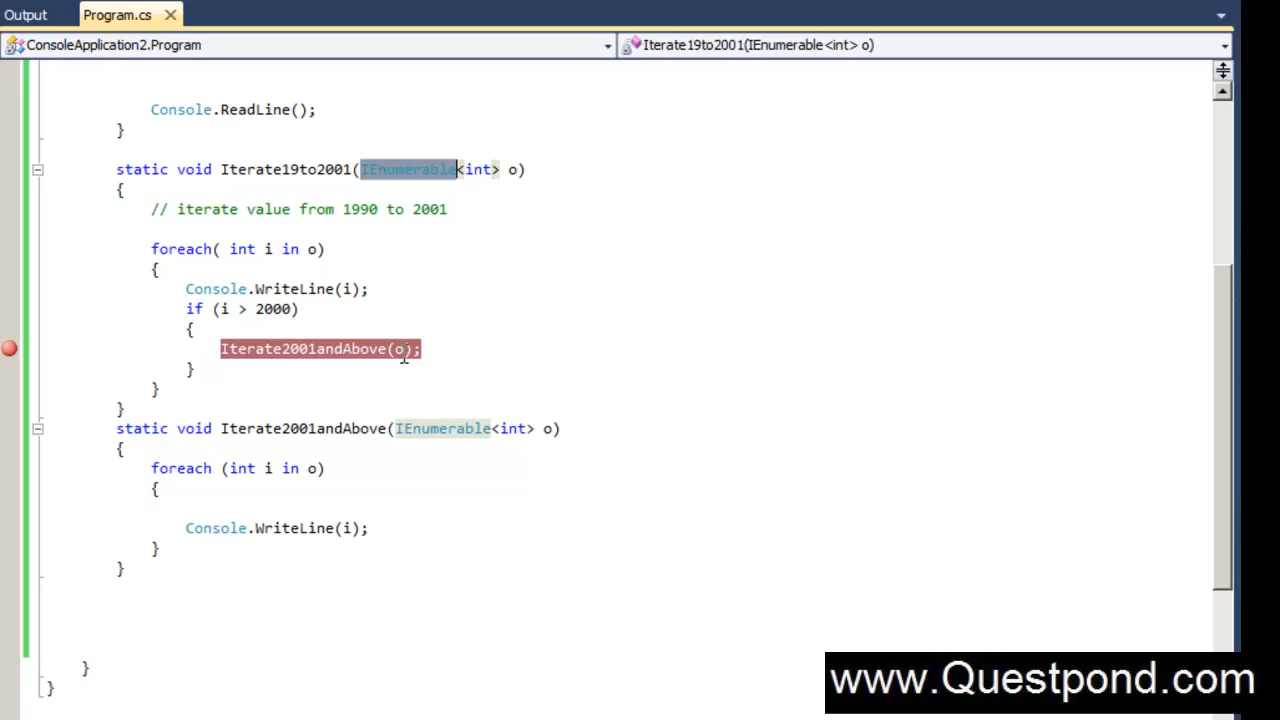 Output Program.cs
ConsoleApplication2.Program Iterate19to2001(IEnumerable<int> o)
Console.ReadLine();
}
static void Iterate19to2001(IEnumerable<int> o)
{
// iterate value from 1990 to 2001
foreach( int i in o)
{
Console.WriteLine(i);
if (i > 2000)
{
Iterate2001andAbove(o);
}
}
}
static void Iterate2001andAbove(IEnumerable<int> o)
{
foreach (int i in o)
{
Console.WriteLine(i);
}
}
}
}
www.Questpond.com